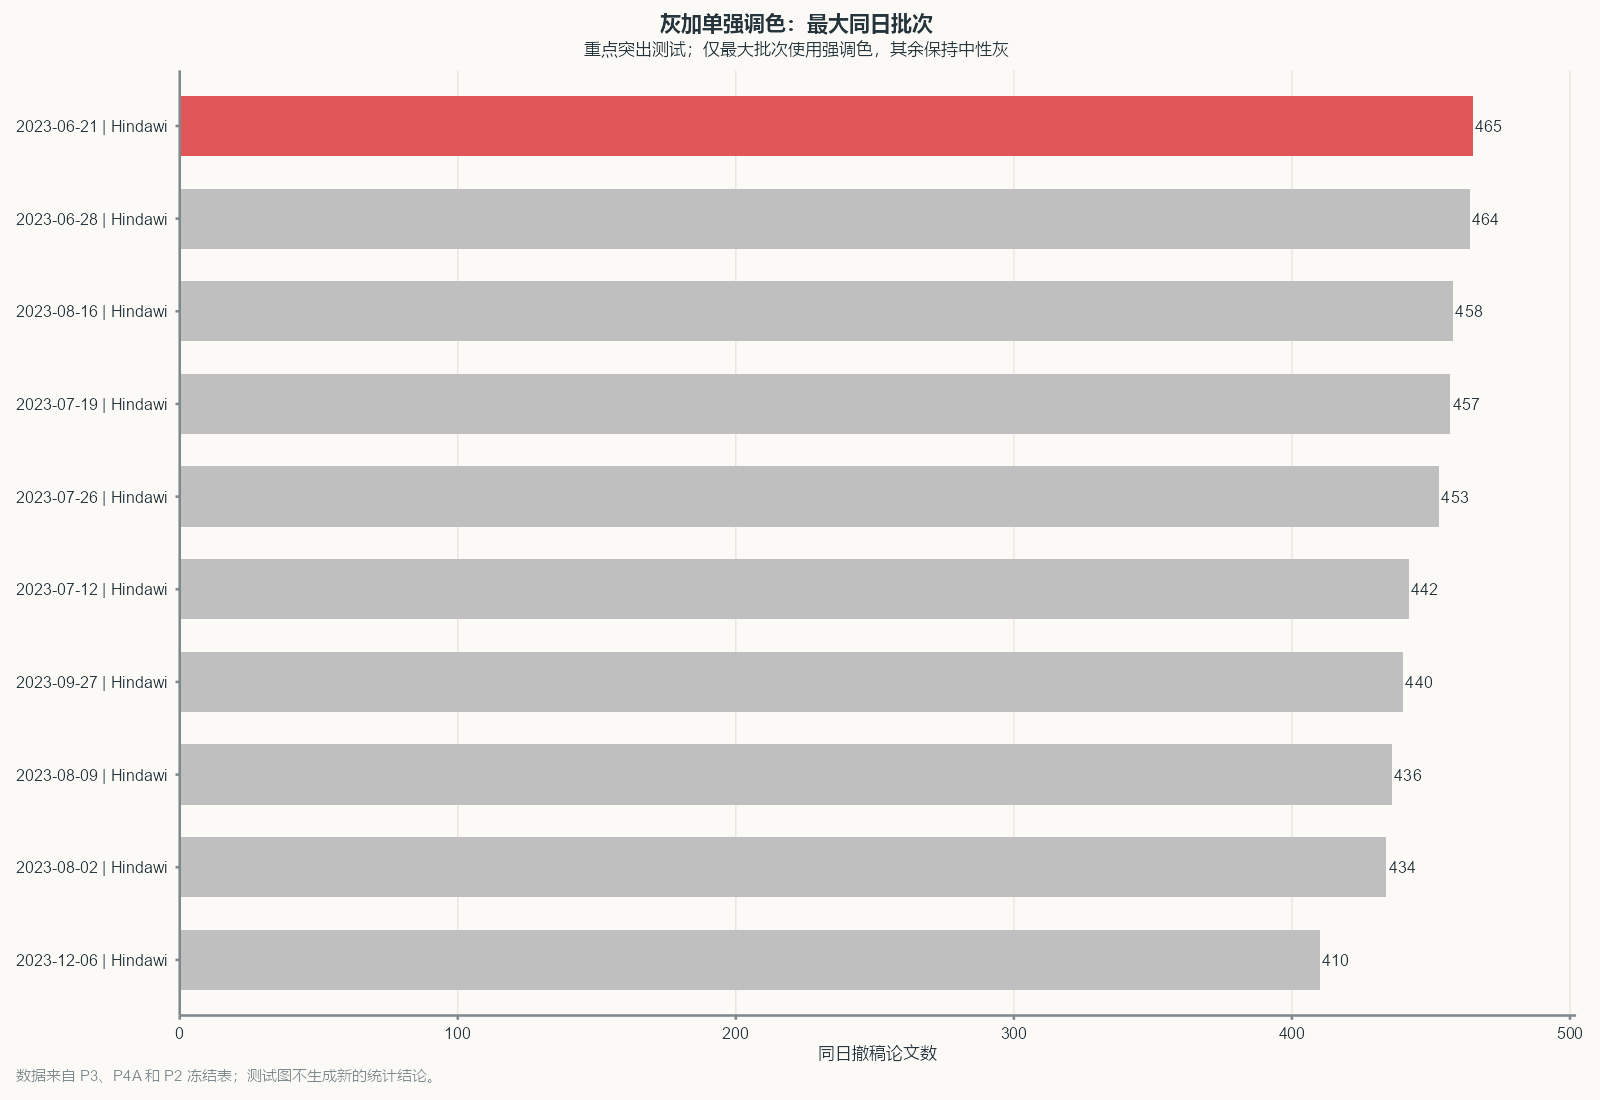 灰加单强调色：最大同日批次
重点突出测试；仅最大批次使用强调色，其余保持中性灰
2023-06-21 | Hindawi 465
2023-06-28 | Hindawi 464
2023-08-16 | Hindawi 458
2023-07-19 | Hindawi 457
2023-07-26 | Hindawi 453
2023-07-12 | Hindawi 442
2023-09-27 | Hindawi 440
2023-08-09 | Hindawi 436
2023-08-02 | Hindawi 434
2023-12-06 | Hindawi 410
0 100 200 300 400 500
同日撤稿论文数
数据来自 P3、P4A 和 P2 冻结表；测试图不生成新的统计结论。